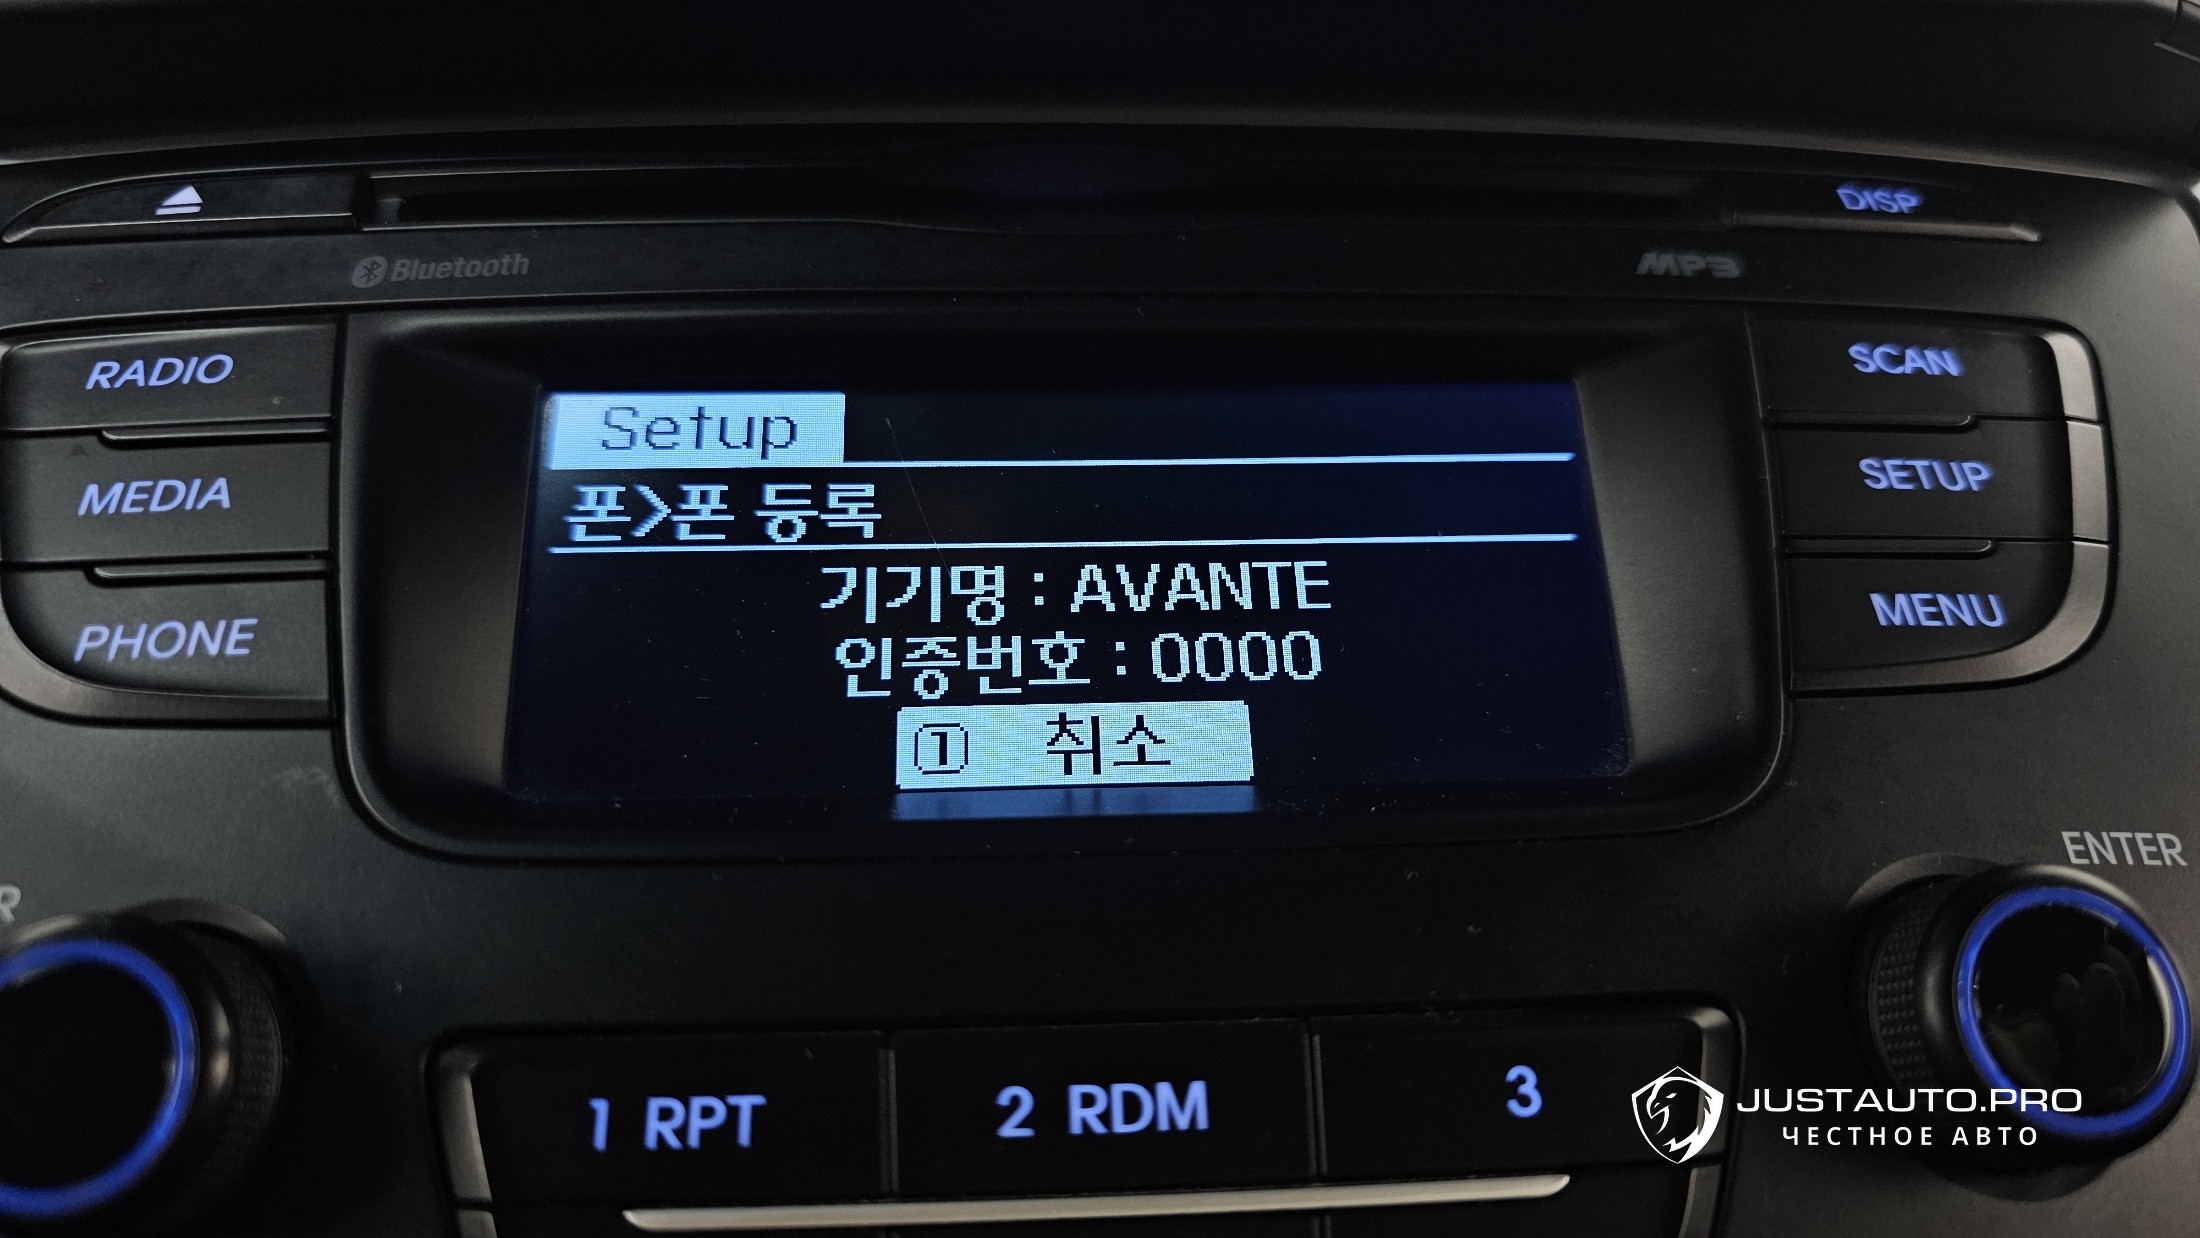 DISP
Bluetooth
MP3
RADIO
MEDIA
PHONE
Setup
폰>폰 등록
기기명 : AVANTE
인증번호 : 0000
① 취소
SCAN
SETUP
MENU
R
ENTER
1 RPT
2 RDM
3
JUSTAUTO.PRO
ЧЕСТНОЕ АВТО